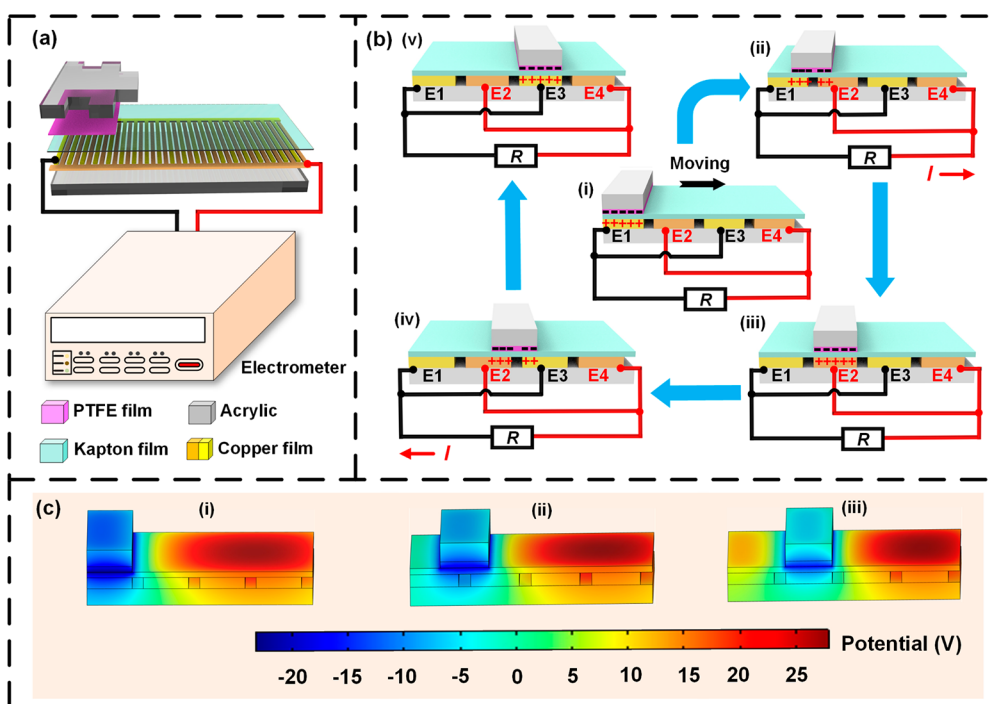 (a)
Electrometer
PTFE film
Acrylic
Kapton film
Copper film
(b)
(v)
+++++
E1 E2 E3 E4
R
(ii)
E1 E2 E3 E4
R
I
Moving
(i)
+++++
E1 E2 E3 E4
R
(iv)
+++ ++
E1 E2 E3 E4
R
I
(iii)
+++++
E1 E2 E3 E4
R
(c)
(i)
(ii)
(iii)
Potential (V)
-20 -15 -10 -5 0 5 10 15 20 25